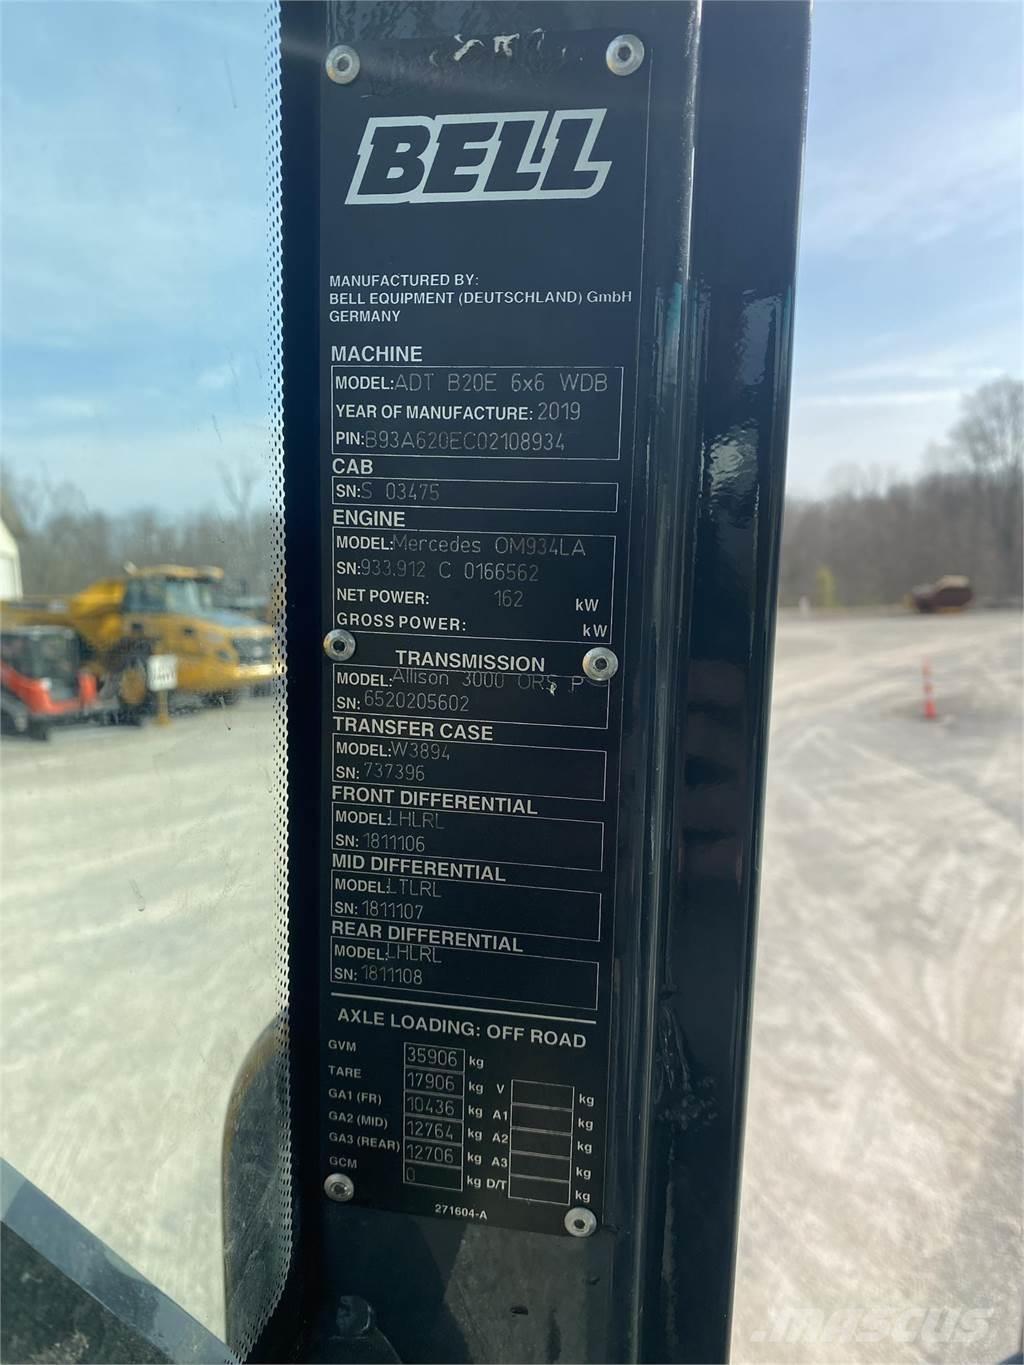 BELL
MANUFACTURED BY:
BELL EQUIPMENT (DEUTSCHLAND) GmbH
GERMANY
MACHINE
MODEL: ADT B20E 6x6 WDB
YEAR OF MANUFACTURE: 2019
PIN: B93A620EC02108934
CAB
SN: S 03475
ENGINE
MODEL: Mercedes OM934LA
SN: 933.912 C 0166562
NET POWER: 162 kW
GROSS POWER: kW
TRANSMISSION
MODEL: Allison 3000 ORS P
SN: 6520205602
TRANSFER CASE
MODEL: W3894
SN: 737396
FRONT DIFFERENTIAL
MODEL: LHLRL
SN: 1811106
MID DIFFERENTIAL
MODEL: LTLRL
SN: 1811107
REAR DIFFERENTIAL
MODEL: LHLRL
SN: 1811108
AXLE LOADING: OFF ROAD
GVM 35906 kg
TARE 17906 kg V kg
GA1 (FR) 10436 kg A1 kg
GA2 (MID) 12764 kg A2 kg
GA3 (REAR) 12706 kg A3 kg
GCM 0 kg D/T kg
271604-A
MASCUS